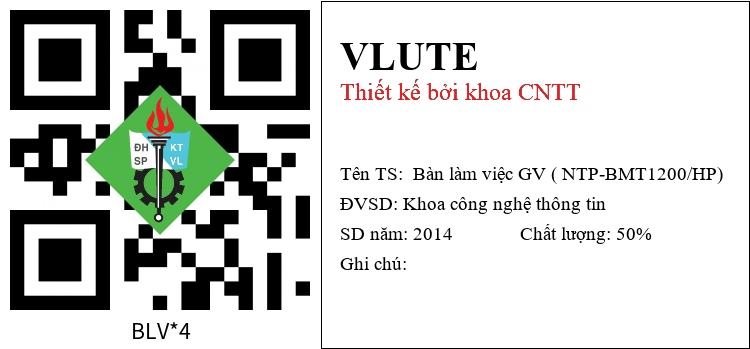 ĐH KT
SP VL
BLV*4
VLUTE
Thiết kế bởi khoa CNTT
Tên TS: Bàn làm việc GV ( NTP-BMT1200/HP)
ĐVSD: Khoa công nghệ thông tin
SD năm: 2014 Chất lượng: 50%
Ghi chú: